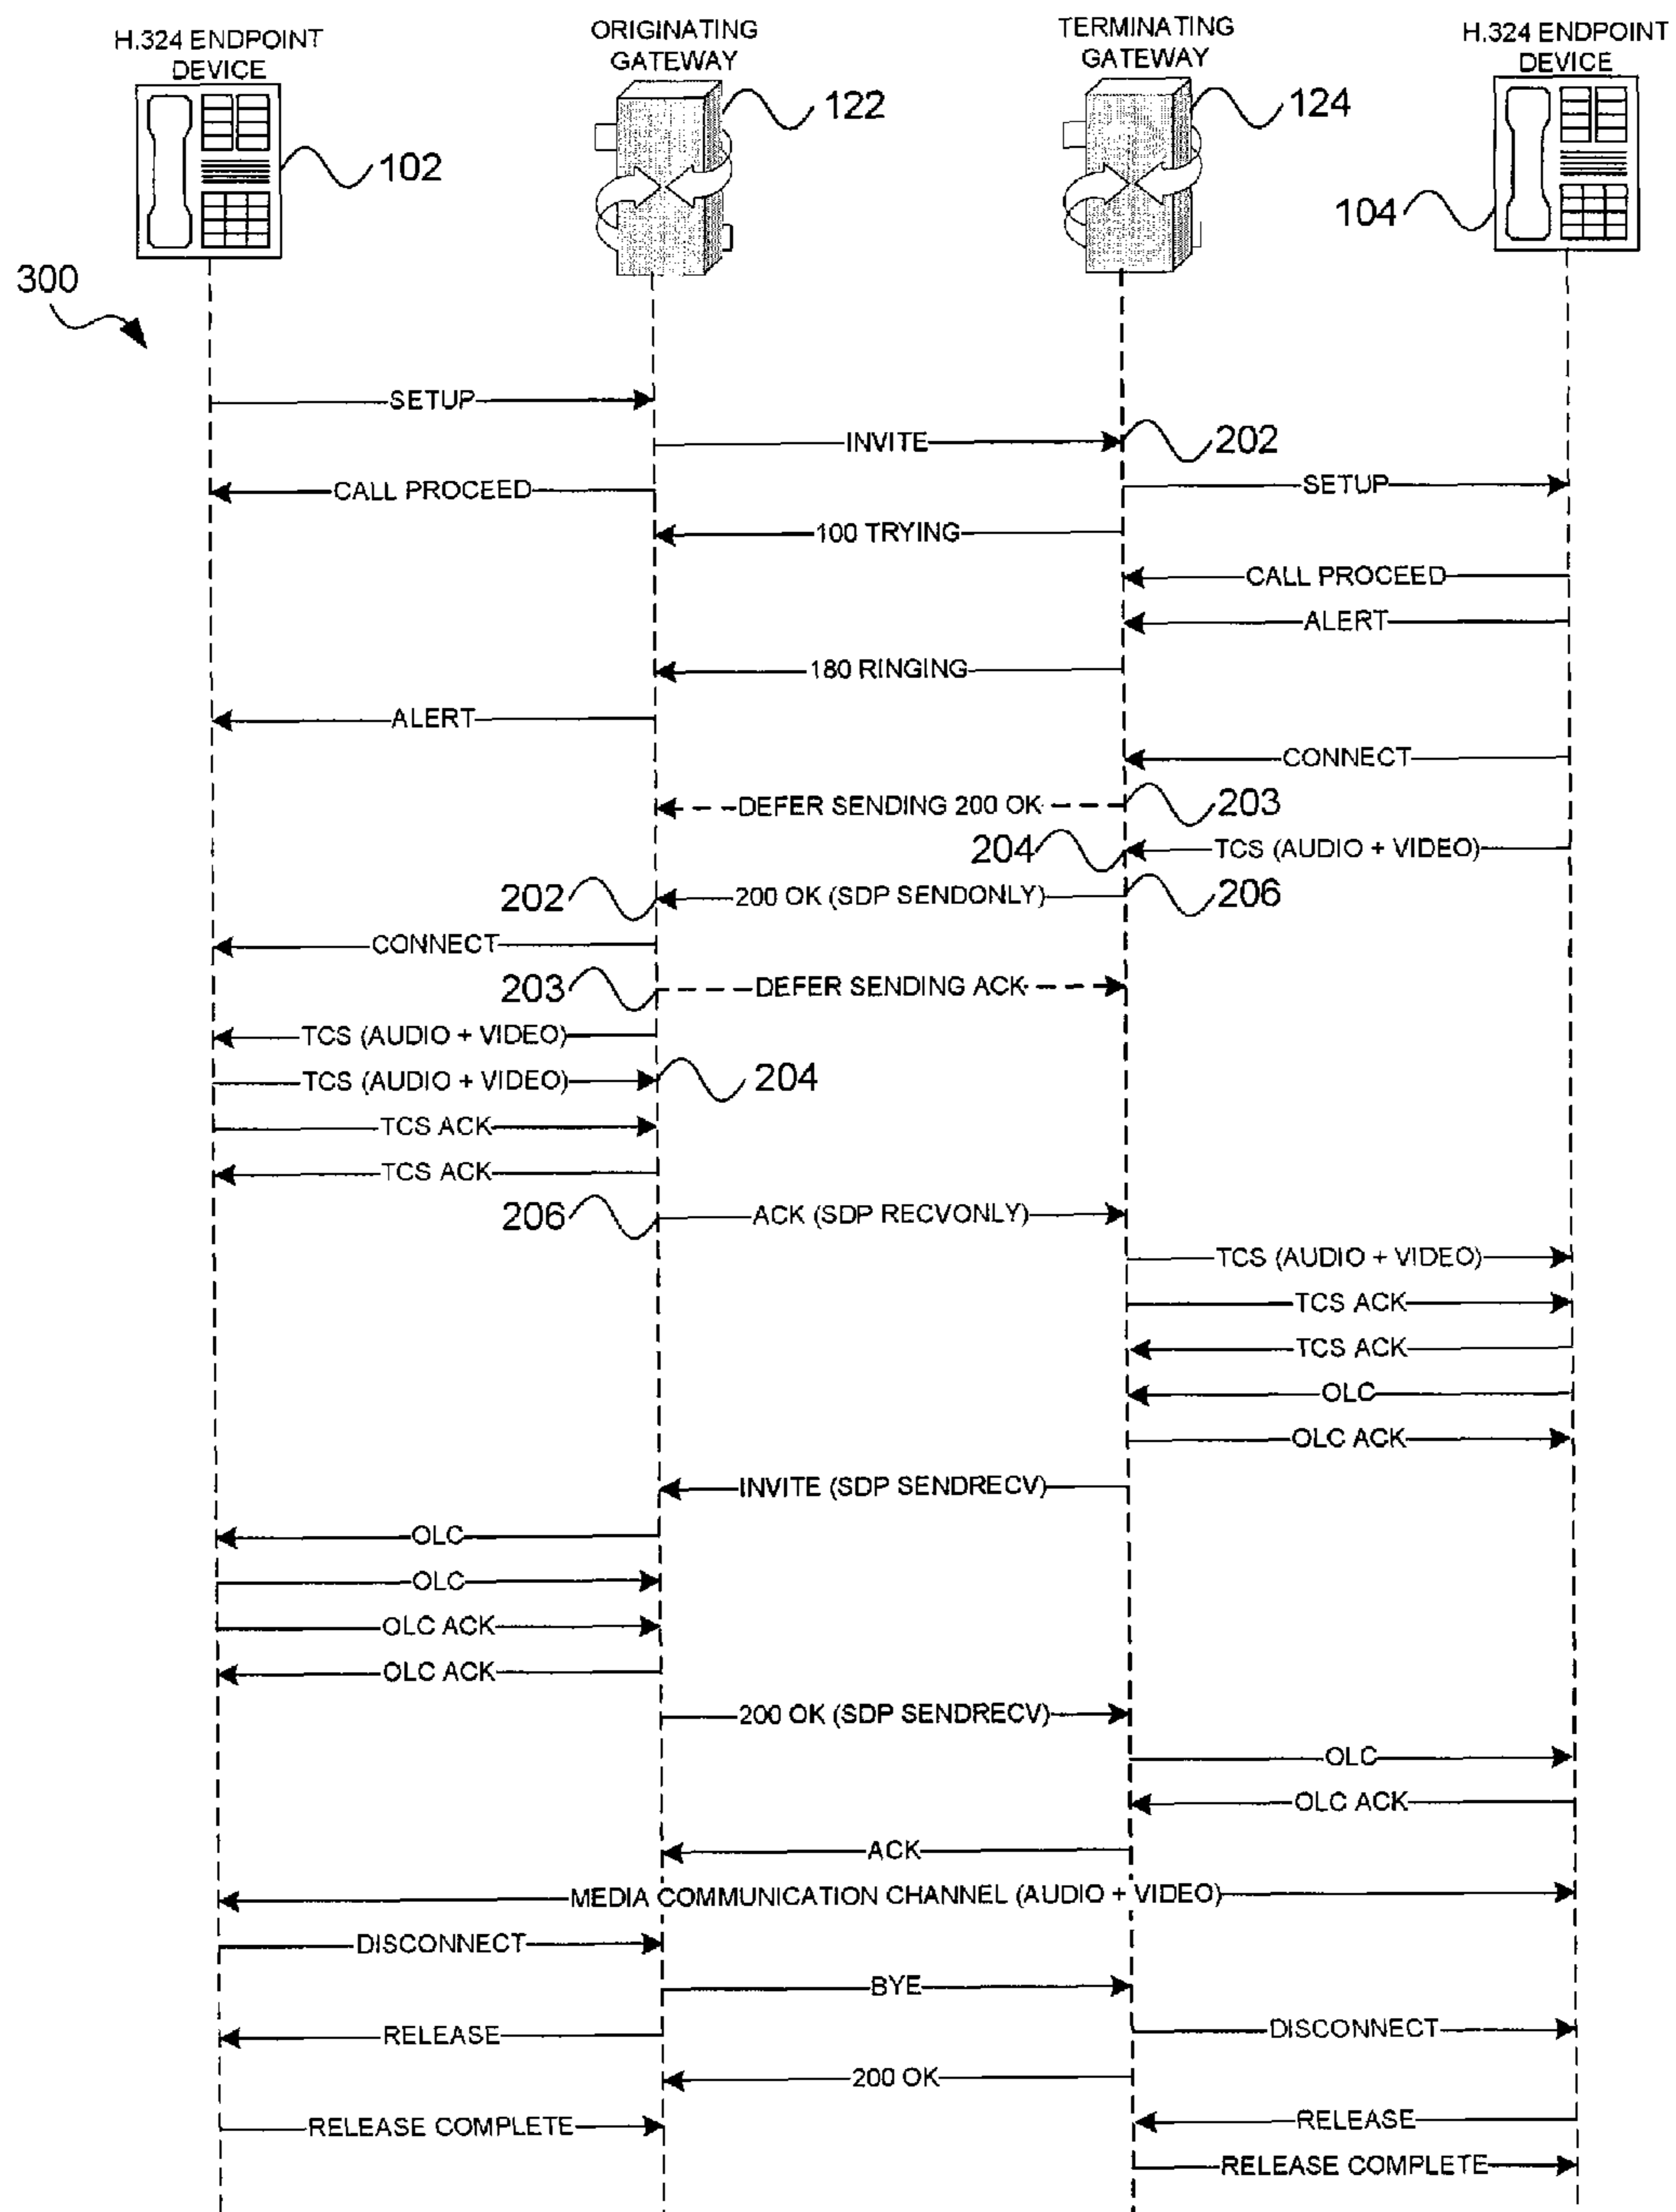 H.324 ENDPOINT
DEVICE
ORIGINATING
GATEWAY
TERMINATING
GATEWAY
H.324 ENDPOINT
DEVICE
102
122
124
104
300
SETUP
INVITE
202
CALL PROCEED
SETUP
100 TRYING
CALL PROCEED
ALERT
180 RINGING
ALERT
CONNECT
DEFER SENDING 200 OK
203
204
TCS (AUDIO + VIDEO)
202
200 OK (SDP SENDONLY)
206
CONNECT
203
DEFER SENDING ACK
TCS (AUDIO + VIDEO)
TCS (AUDIO + VIDEO)
204
TCS ACK
TCS ACK
206
ACK (SDP RECVONLY)
TCS (AUDIO + VIDEO)
TCS ACK
TCS ACK
OLC
OLC ACK
INVITE (SDP SENDRECV)
OLC
OLC
OLC ACK
OLC ACK
200 OK (SDP SENDRECV)
OLC
OLC ACK
ACK
MEDIA COMMUNICATION CHANNEL (AUDIO + VIDEO)
DISCONNECT
BYE
RELEASE
DISCONNECT
200 OK
RELEASE COMPLETE
RELEASE
RELEASE COMPLETE